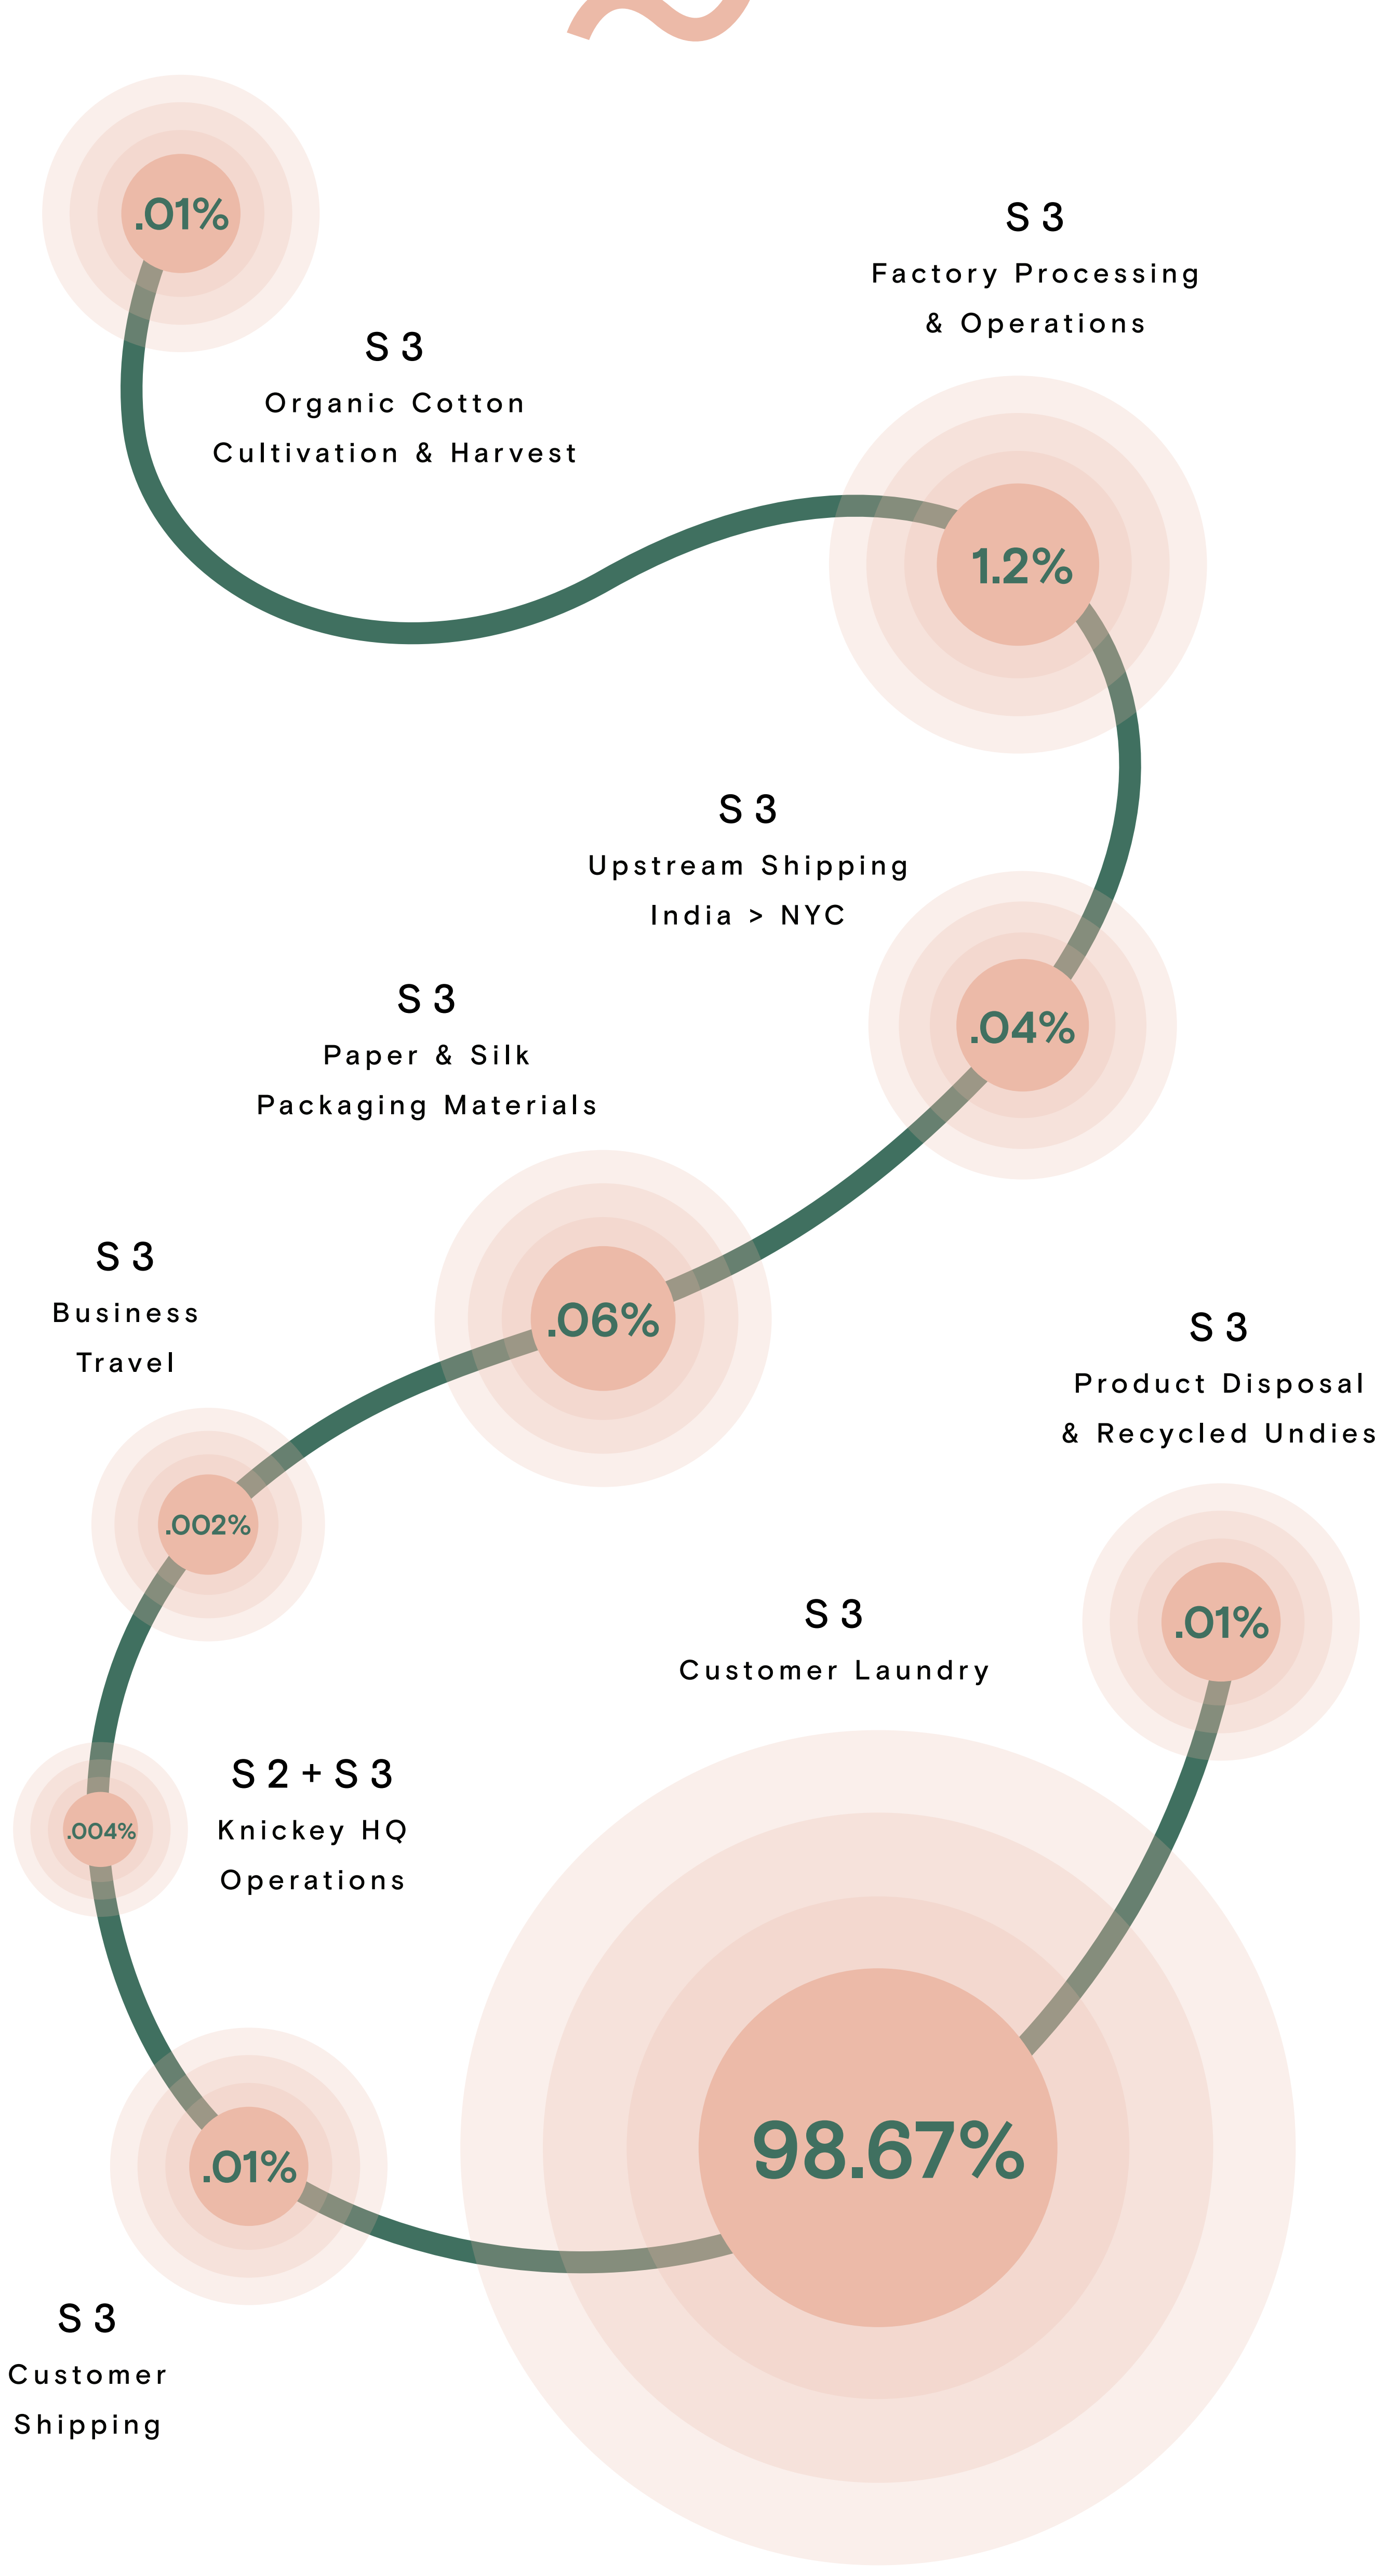 .01%
S 3
Organic Cotton
Cultivation & Harvest
S 3
Factory Processing
& Operations
1.2%
S 3
Upstream Shipping
India > NYC
.04%
S 3
Paper & Silk
Packaging Materials
.06%
S 3
Business
Travel
.002%
S 2 + S 3
Knickey HQ
Operations
.004%
.01%
S 3
Customer
Shipping
S 3
Customer Laundry
98.67%
S 3
Product Disposal
& Recycled Undies
.01%